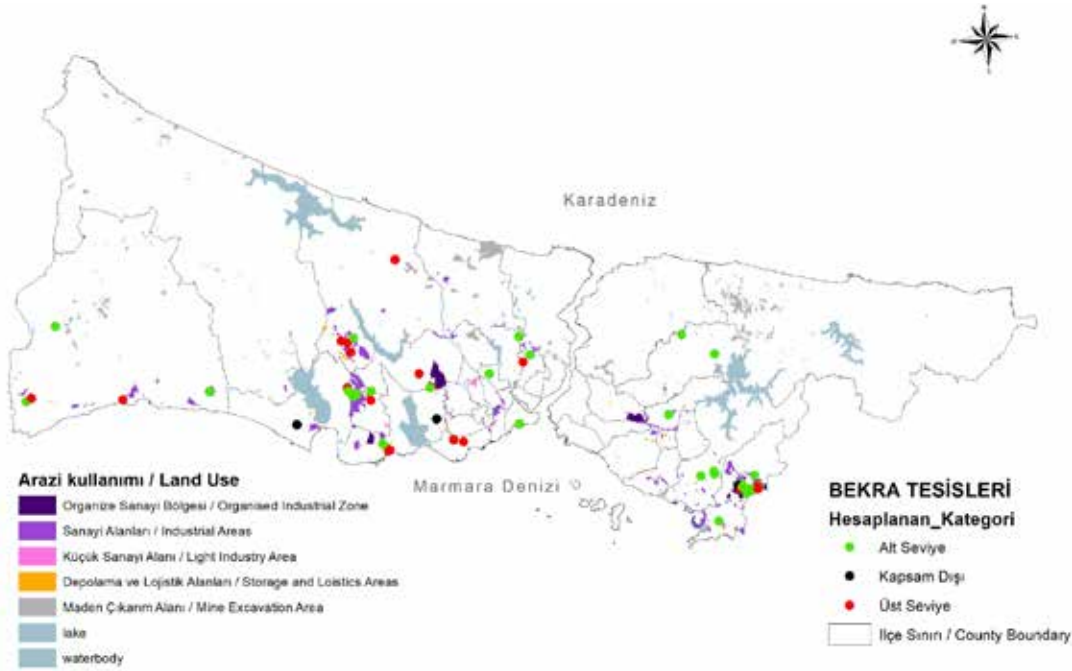 Karadeniz
Marmara Denizi
Arazi kullanımı / Land Use
Organize Sanayi Bölgesi / Organised Industrial Zone
Sanayi Alanları / Industrial Areas
Küçük Sanayi Alanı / Light Industry Area
Depolama ve Lojistik Alanları / Storage and Loistics Areas
Maden Çıkarım Alanı / Mine Excavation Area
lake
waterbody
BEKRA TESİSLERİ
Hesaplanan_Kategori
Alt Seviye
Kapsam Dışı
Üst Seviye
İlçe Sınırı / County Boundary